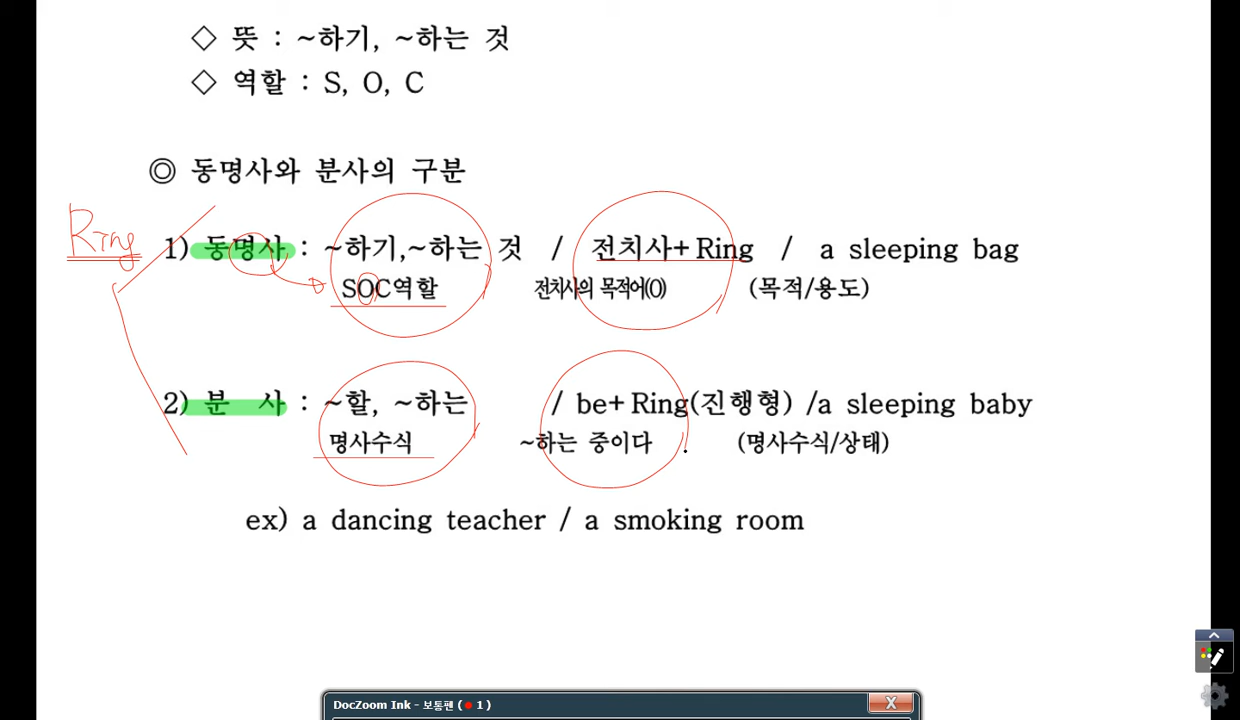 ◇ 뜻 : ~하기, ~하는 것
◇ 역할 : S, O, C
◎ 동명사와 분사의 구분
Ring
1) 동명사 : ~하기,~하는 것 / 전치사+Ring / a sleeping bag
SOC역할 전치사의 목적어(O) (목적/용도)
2) 분 사 : ~할, ~하는 / be+Ring(진행형) /a sleeping baby
명사수식 ~하는 중이다 (명사수식/상태)
ex) a dancing teacher / a smoking room
DocZoom Ink - 보통펜 ( 1 )